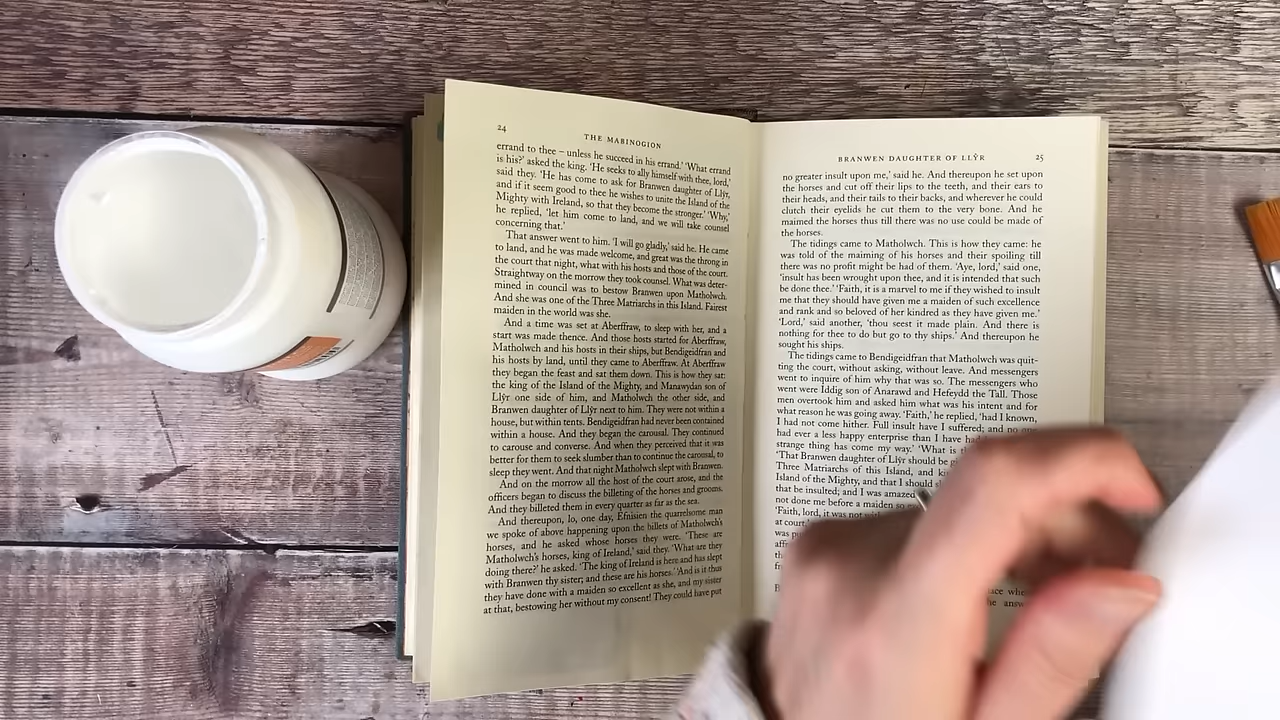 24
THE MABINOGION
errand to thee – unless he succeed in his errand.' 'What errand
is his?' asked the king. 'He seeks to ally himself with thee, lord,'
said they. 'He has come to ask for Branwen daughter of Llŷr,
and if it seem good to thee he wishes to unite the Island of the
Mighty with Ireland, so that they become the stronger.' 'Why,'
he replied, 'let him come to land, and we will take counsel
concerning that.'
That answer went to him. 'I will go gladly,' said he. He came
to land, and he was made welcome, and great was the throng in
the court that night, what with his hosts and those of the court.
Straightway on the morrow they took counsel. What was deter-
mined in council was to bestow Branwen upon Matholwch.
And she was one of the Three Matriarchs in this Island. Fairest
maiden in the world was she.
And a time was set at Aberffraw, to sleep with her, and a
start was made thence. And those hosts started for Aberffraw,
Matholwch and his hosts in their ships, but Bendigeidfran and
his hosts by land, until they came to Aberffraw. At Aberffraw
they began the feast and sat them down. This is how they sat:
the king of the Island of the Mighty, and Manawydan son of
Llŷr one side of him, and Matholwch the other side, and
Branwen daughter of Llŷr next to him. They were not within a
house, but within tents. Bendigeidfran had never been contained
within a house. And they began the carousal. They continued
to carouse and converse. And when they perceived that it was
better for them to seek slumber than to continue the carousal, to
sleep they went. And that night Matholwch slept with Branwen.
And on the morrow all the host of the court arose, and the
officers began to discuss the billeting of the horses and grooms.
And they billeted them in every quarter as far as the sea.
And thereupon, lo, one day, Efnisien the quarrelsome man
we spoke of above happening upon the billets of Matholwch's
horses, and he asked whose horses they were. 'These are
Matholwch's horses, king of Ireland,' said they. 'What are they
doing there?' he asked. 'The king of Ireland is here and has slept
with Branwen thy sister; and these are his horses.' 'And is it thus
they have done with a maiden so excellent as she, and my sister
at that, bestowing her without my consent! They could have put
BRANWEN DAUGHTER OF LLŶR
25
no greater insult upon me,' said he. And thereupon he set upon
the horses and cut off their lips to the teeth, and their ears to
their heads, and their tails to their backs, and wherever he could
clutch their eyelids he cut them to the very bone. And he
maimed the horses thus till there was no use could be made of
the horses.
The tidings came to Matholwch. This is how they came: he
was told of the maiming of his horses and their spoiling till
there was no profit might be had of them. 'Aye, lord,' said one,
'insult has been wrought upon thee, and it is intended that such
be done thee.' 'Faith, it is a marvel to me if they wished to insult
me that they should have given me a maiden of such excellence
and rank and so beloved of her kindred as they have given me.'
'Lord,' said another, 'thou seest it made plain. And there is
nothing for thee to do but go to thy ships.' And thereupon he
sought his ships.
The tidings came to Bendigeidfran that Matholwch was quit-
ting the court, without asking, without leave. And messengers
went to inquire of him why that was so. The messengers who
went were Iddig son of Anarawd and Hefeydd the Tall. Those
men overtook him and asked him what was his intent and for
what reason he was going away. 'Faith,' he replied, 'had I known,
I had not come hither. Full insult have I suffered; and no one
had ever a less happy enterprise than I have had
strange thing has come my way.' 'What is
'That Branwen daughter of Llŷr should be
Three Matriarchs of this Island, and
Island of the Mighty, and that I should
that be insulted; and I was amazed
not done me before a maiden so
'Faith, lord, it was not
at court
was